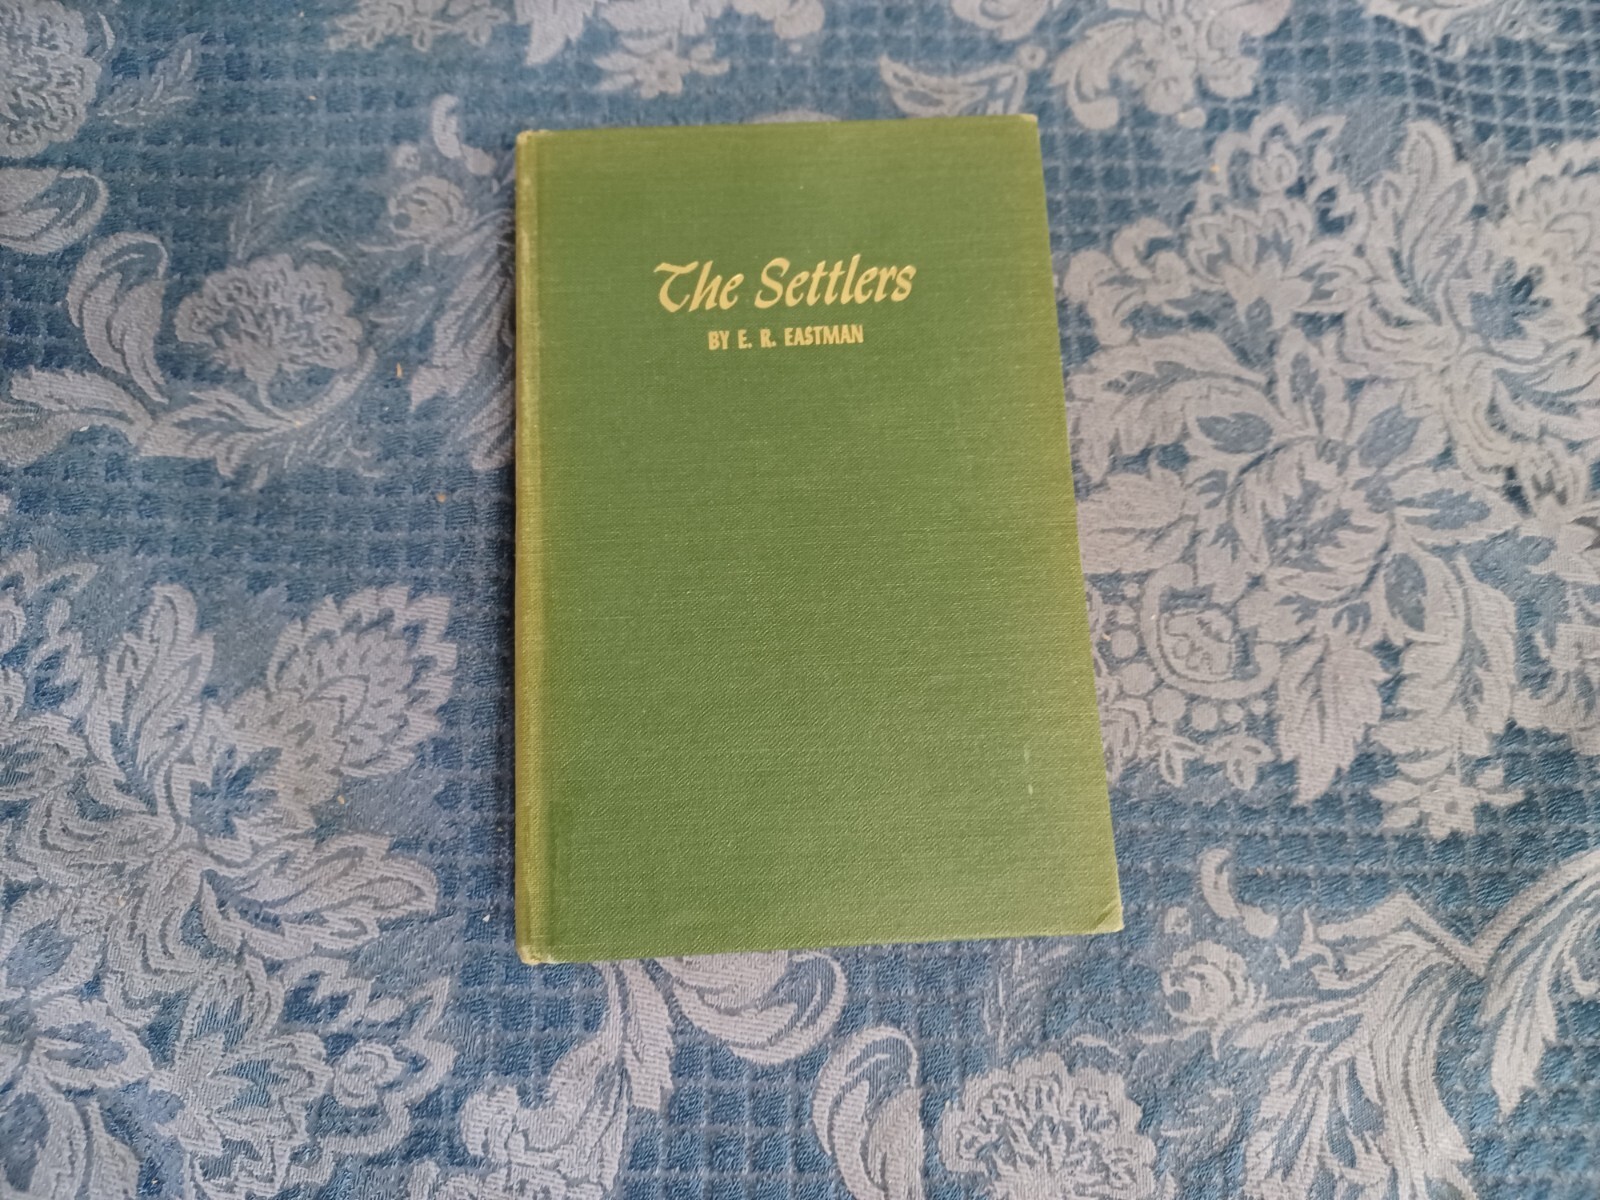 The Settlers
BY E. R. EASTMAN